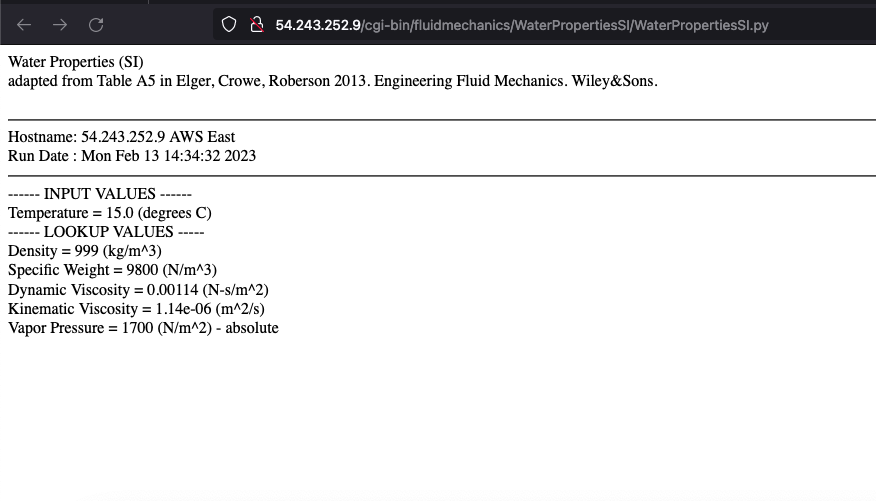 54.243.252.9/cgi-bin/fluidmechanics/WaterPropertiesSI/WaterPropertiesSI.py
Water Properties (SI)
adapted from Table A5 in Elger, Crowe, Roberson 2013. Engineering Fluid Mechanics. Wiley&Sons.
Hostname: 54.243.252.9 AWS East
Run Date : Mon Feb 13 14:34:32 2023
------ INPUT VALUES ------
Temperature = 15.0 (degrees C)
------ LOOKUP VALUES -----
Density = 999 (kg/m^3)
Specific Weight = 9800 (N/m^3)
Dynamic Viscosity = 0.00114 (N-s/m^2)
Kinematic Viscosity = 1.14e-06 (m^2/s)
Vapor Pressure = 1700 (N/m^2) - absolute